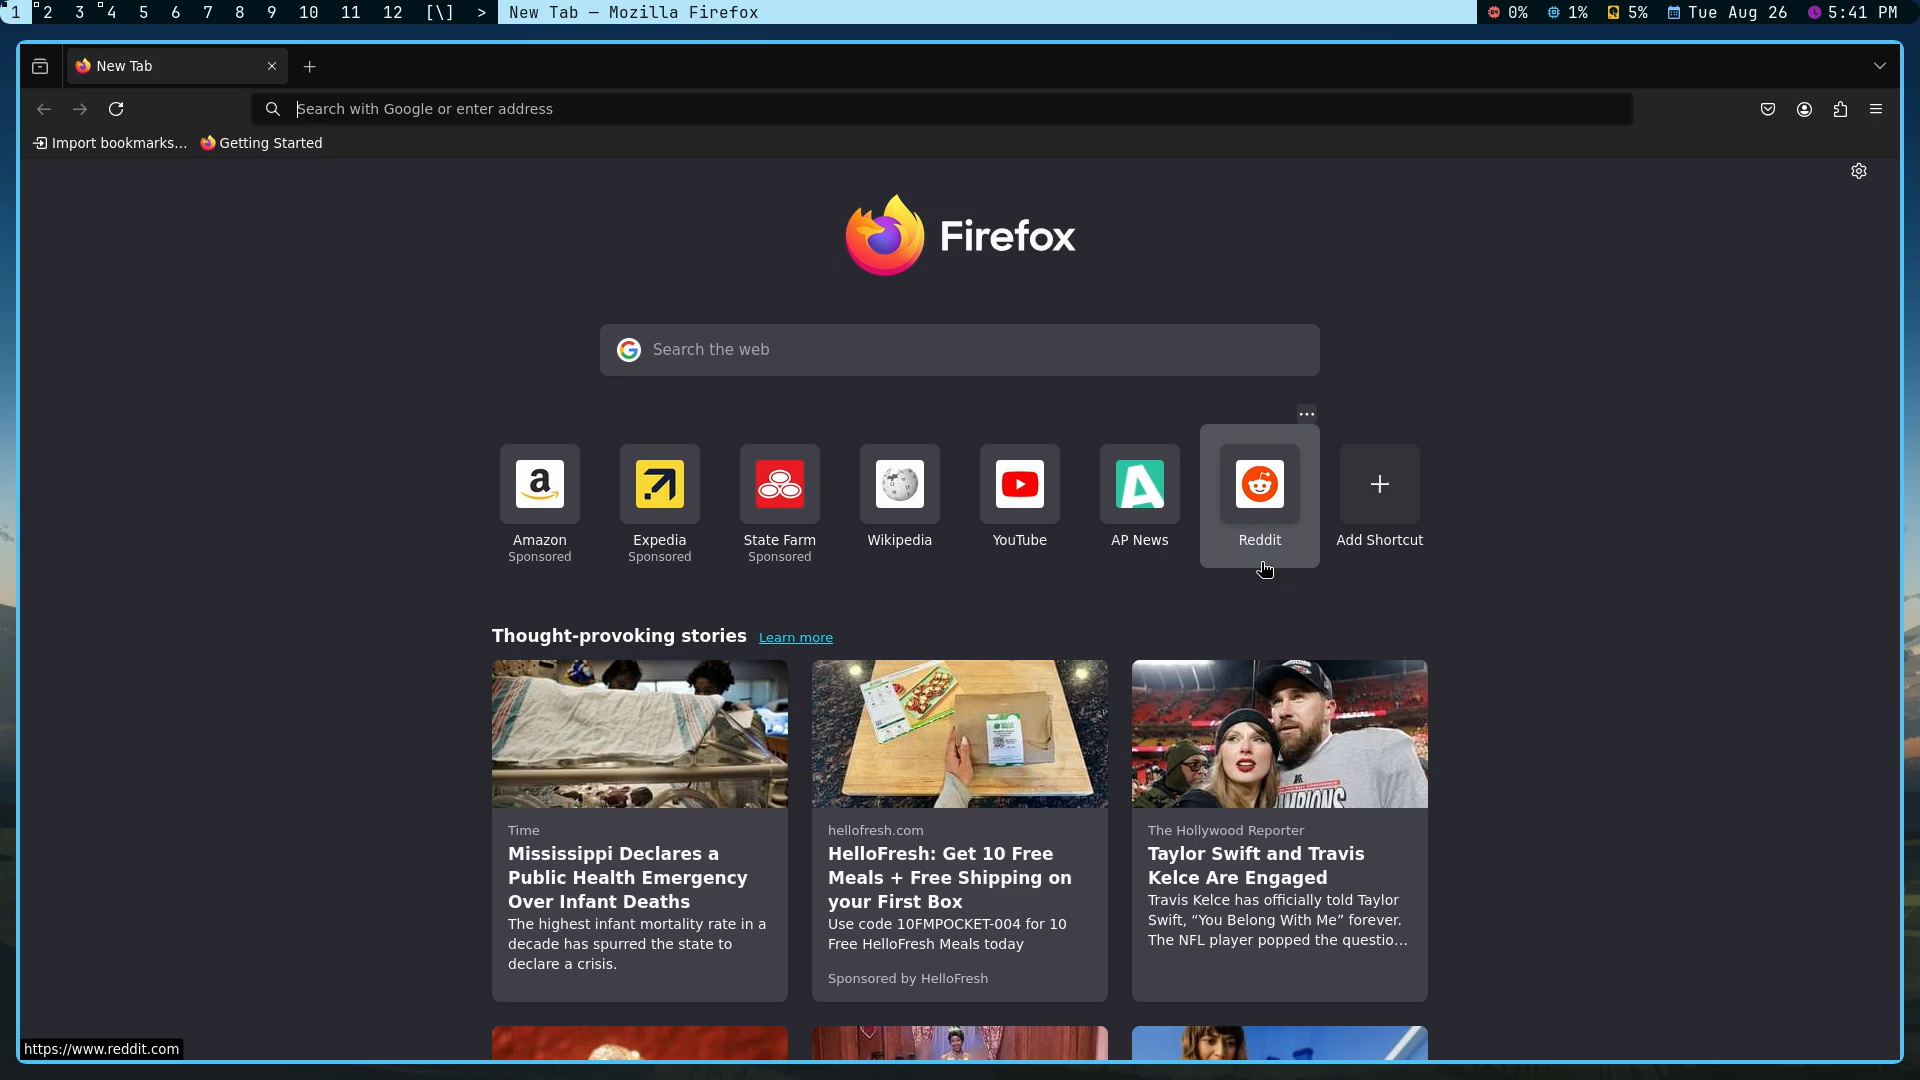 1 2 3 4 5 6 7 8 9 10 11 12 [\] > New Tab — Mozilla Firefox 0% 1% 5% Tue Aug 26 5:41 PM
New Tab
Search with Google or enter address
Import bookmarks... Getting Started
Firefox
Search the web
a
Amazon
Sponsored
Expedia
Sponsored
State Farm
Sponsored
Wikipedia
YouTube
A
AP News
Reddit
Add Shortcut
Thought-provoking stories Learn more
Time
Mississippi Declares a
Public Health Emergency
Over Infant Deaths
The highest infant mortality rate in a
decade has spurred the state to
declare a crisis.
hellofresh.com
HelloFresh: Get 10 Free
Meals + Free Shipping on
your First Box
Use code 10FMPOCKET-004 for 10
Free HelloFresh Meals today
Sponsored by HelloFresh
The Hollywood Reporter
Taylor Swift and Travis
Kelce Are Engaged
Travis Kelce has officially told Taylor
Swift, “You Belong With Me” forever.
The NFL player popped the questio...
https://www.reddit.com